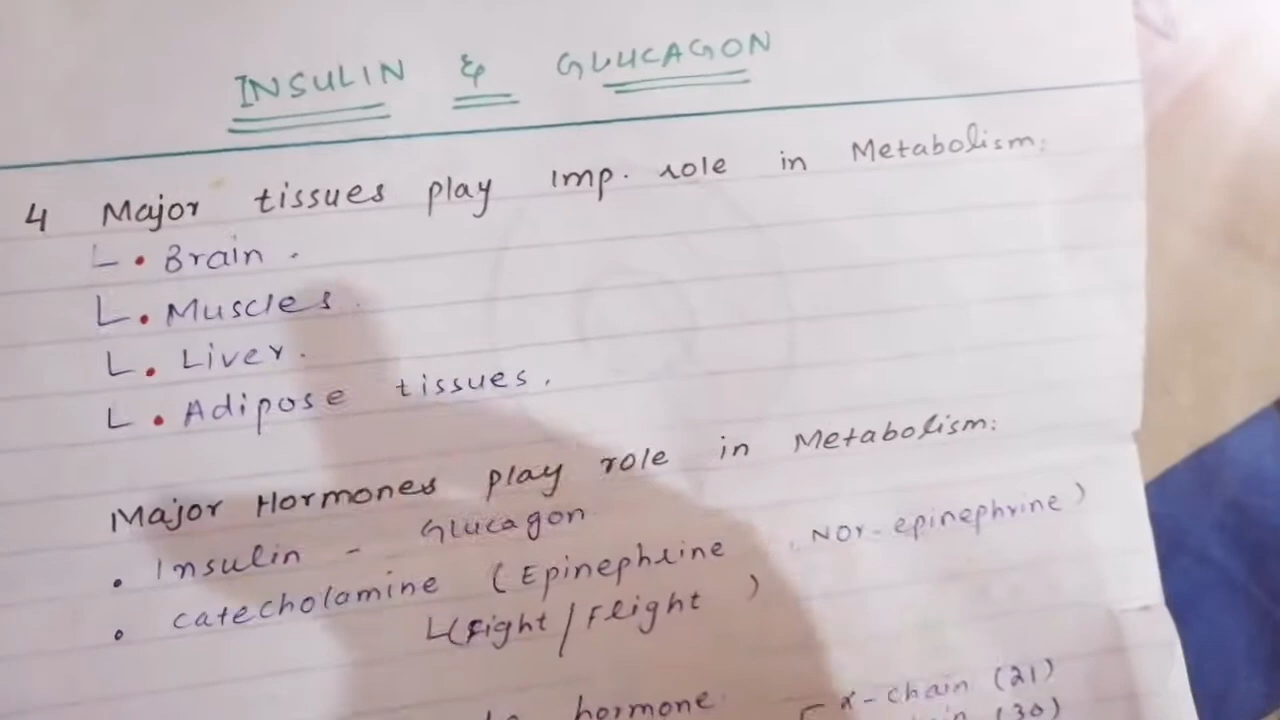 INSULIN & GLUCAGON
4 Major tissues play imp. role in Metabolism:
• Brain.
• Muscles.
• Liver.
• Adipose tissues.
Major Hormones play role in Metabolism:
• Insulin - Glucagon
• catecholamine (Epinephrine, Nor-epinephrine)
(Fight/Flight)
hormone α-chain (21)
(30)